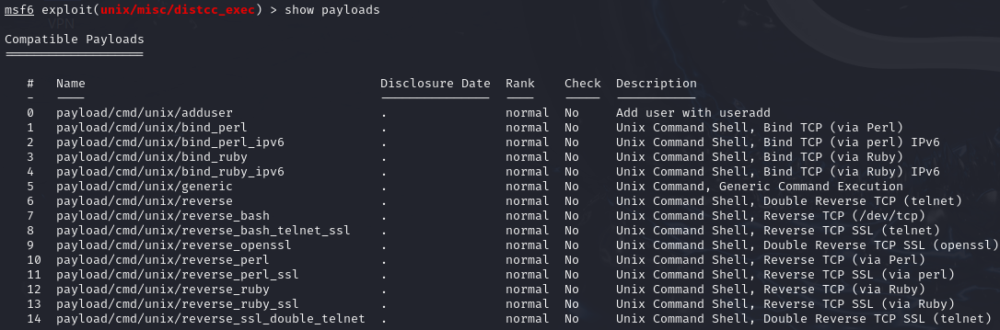 msf6 exploit(unix/misc/distcc_exec) > show payloads
VPN
Compatible Payloads
===================
#   Name                                        Disclosure Date  Rank    Check  Description
-   ----                                        ---------------  ----    -----  -----------
0   payload/cmd/unix/adduser                    .                normal  No     Add user with useradd
1   payload/cmd/unix/bind_perl                  .                normal  No     Unix Command Shell, Bind TCP (via Perl)
2   payload/cmd/unix/bind_perl_ipv6             .                normal  No     Unix Command Shell, Bind TCP (via perl) IPv6
3   payload/cmd/unix/bind_ruby                  .                normal  No     Unix Command Shell, Bind TCP (via Ruby)
4   payload/cmd/unix/bind_ruby_ipv6             .                normal  No     Unix Command Shell, Bind TCP (via Ruby) IPv6
5   payload/cmd/unix/generic                    .                normal  No     Unix Command, Generic Command Execution
6   payload/cmd/unix/reverse                    .                normal  No     Unix Command Shell, Double Reverse TCP (telnet)
7   payload/cmd/unix/reverse_bash               .                normal  No     Unix Command Shell, Reverse TCP (/dev/tcp)
8   payload/cmd/unix/reverse_bash_telnet_ssl    .                normal  No     Unix Command Shell, Reverse TCP SSL (telnet)
9   payload/cmd/unix/reverse_openssl            .                normal  No     Unix Command Shell, Double Reverse TCP SSL (openssl)
10  payload/cmd/unix/reverse_perl               .                normal  No     Unix Command Shell, Reverse TCP (via Perl)
11  payload/cmd/unix/reverse_perl_ssl           .                normal  No     Unix Command Shell, Reverse TCP SSL (via perl)
12  payload/cmd/unix/reverse_ruby               .                normal  No     Unix Command Shell, Reverse TCP (via Ruby)
13  payload/cmd/unix/reverse_ruby_ssl           .                normal  No     Unix Command Shell, Reverse TCP SSL (via Ruby)
14  payload/cmd/unix/reverse_ssl_double_telnet  .                normal  No     Unix Command Shell, Double Reverse TCP SSL (telnet)